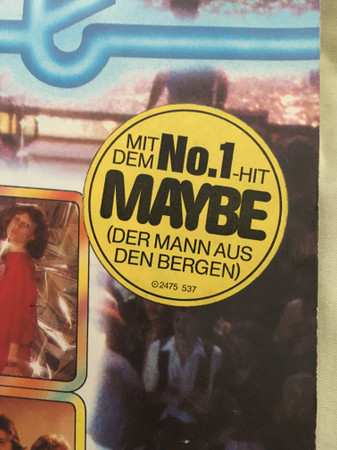 MIT
DEM No.1-HIT
MAYBE
(DER MANN AUS
DEN BERGEN)
℗2475 537